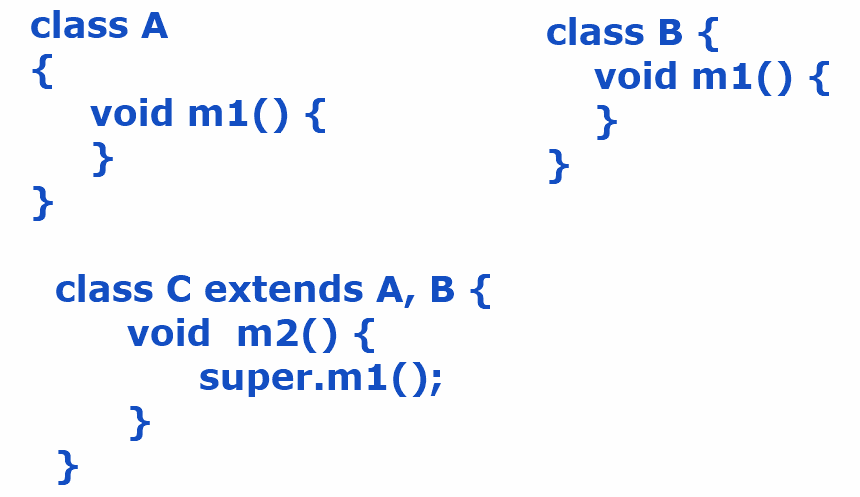 class A
{
void m1() {
}
}
class B {
void m1() {
}
}
class C extends A, B {
void  m2() {
super.m1();
}
}